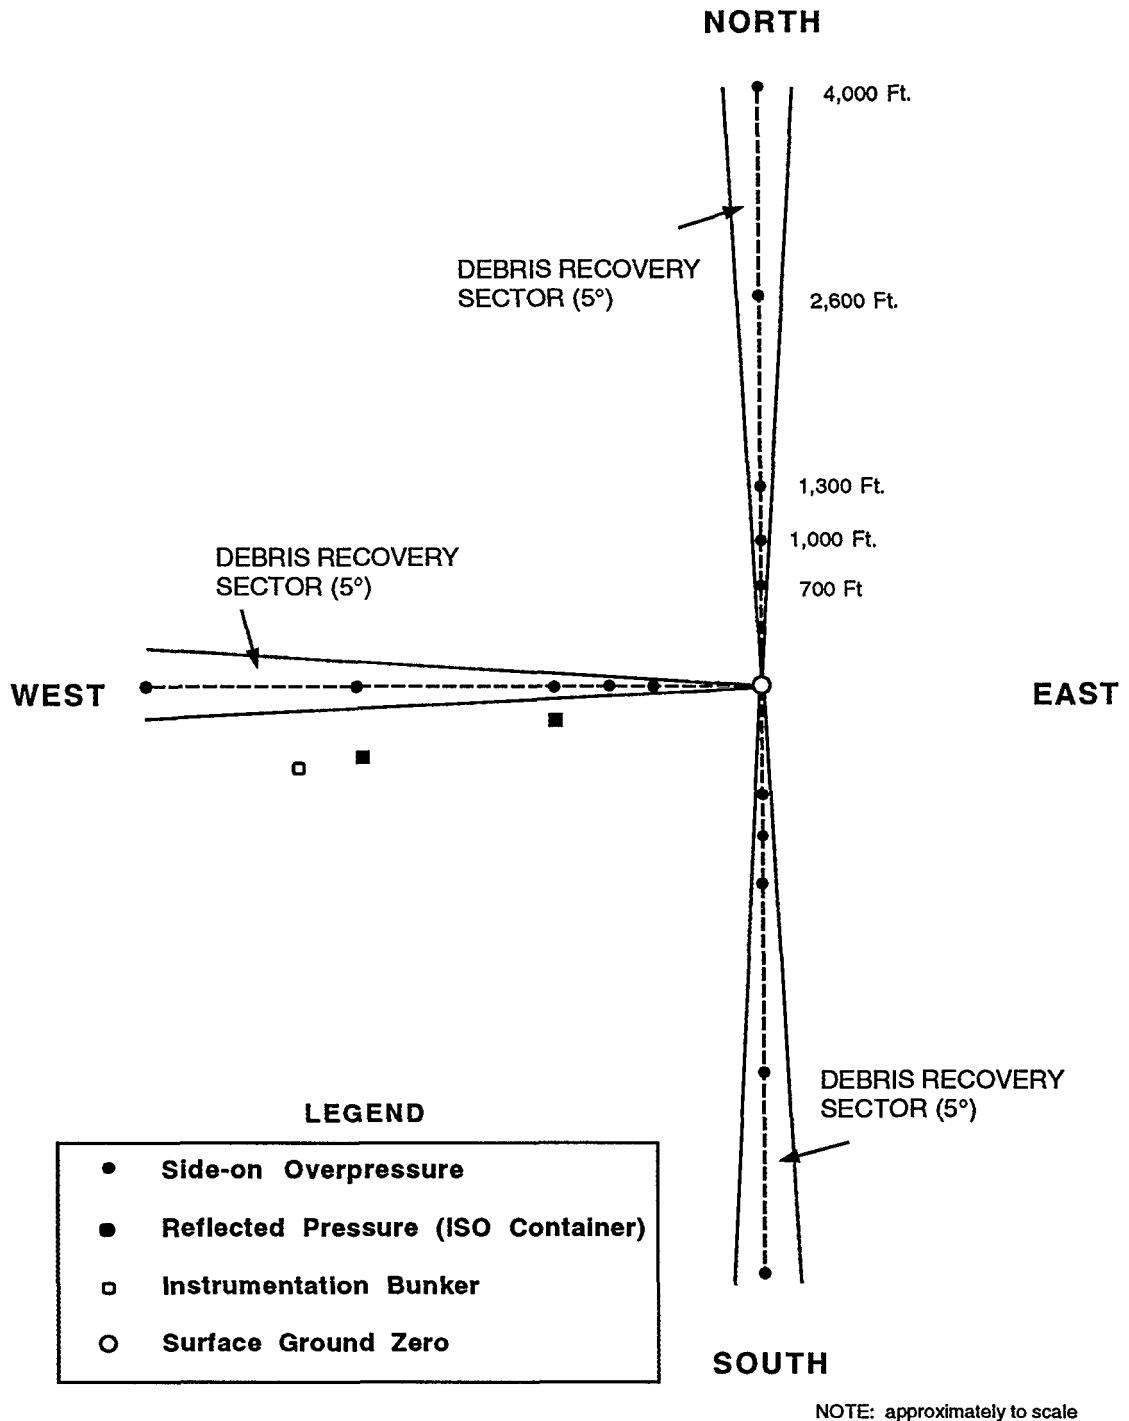 NORTH
4,000 Ft.
DEBRIS RECOVERY
SECTOR (5°)
2,600 Ft.
1,300 Ft.
1,000 Ft.
700 Ft
DEBRIS RECOVERY
SECTOR (5°)
WEST
EAST
DEBRIS RECOVERY
SECTOR (5°)
LEGEND
Side-on Overpressure
Reflected Pressure (ISO Container)
Instrumentation Bunker
Surface Ground Zero
SOUTH
NOTE: approximately to scale